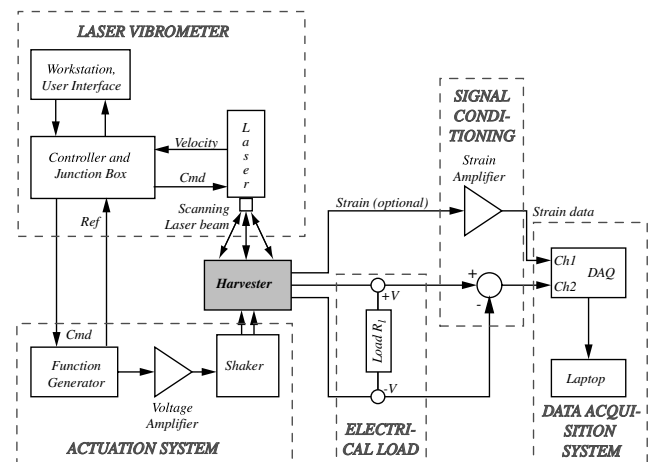 LASER VIBROMETER
Workstation,
User Interface
Controller and
Junction Box
Velocity
Cmd
L
a
s
e
r
Scanning
Laser beam
Ref
Cmd
Harvester
Function
Generator
Voltage
Amplifier
Shaker
ACTUATION SYSTEM
Strain (optional)
SIGNAL
CONDI-
TIONING
Strain
Amplifier
Strain data
+
-
+V
Load Rl
-V
ELECTRI-
CAL LOAD
Ch1
DAQ
Ch2
Laptop
DATA ACQUI-
SITION
SYSTEM